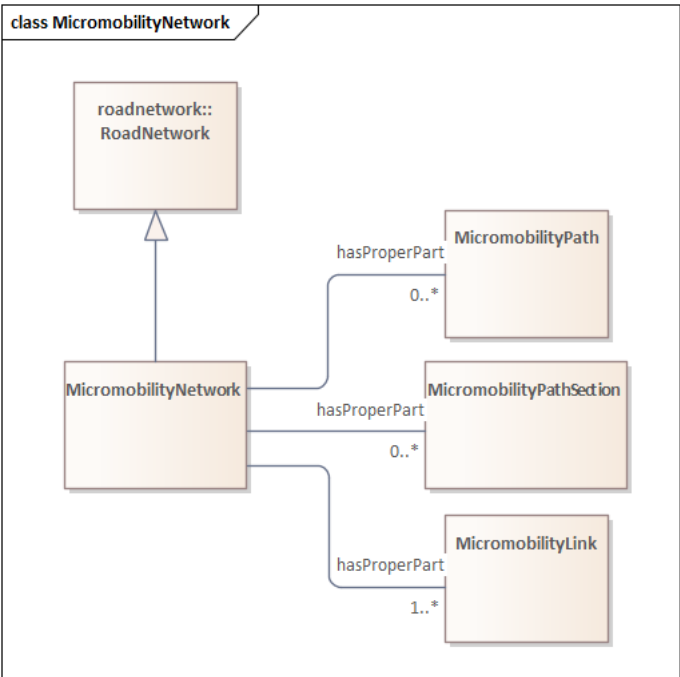 class MicromobilityNetwork
roadnetwork::
RoadNetwork
MicromobilityPath
hasProperPart
0..*
MicromobilityNetwork
MicromobilityPathSection
hasProperPart
0..*
MicromobilityLink
hasProperPart
1..*